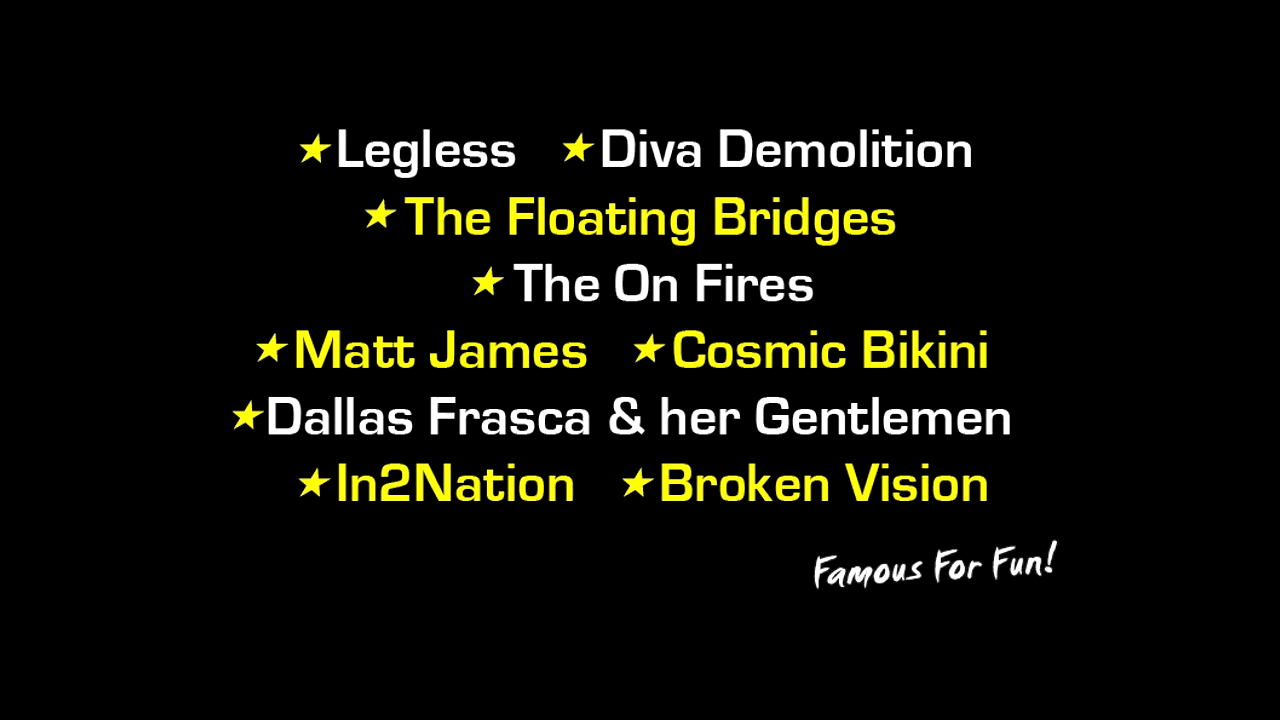 ★Legless ★Diva Demolition
★The Floating Bridges
★The On Fires
★Matt James ★Cosmic Bikini
★Dallas Frasca & her Gentlemen
★In2Nation ★Broken Vision
Famous For Fun!